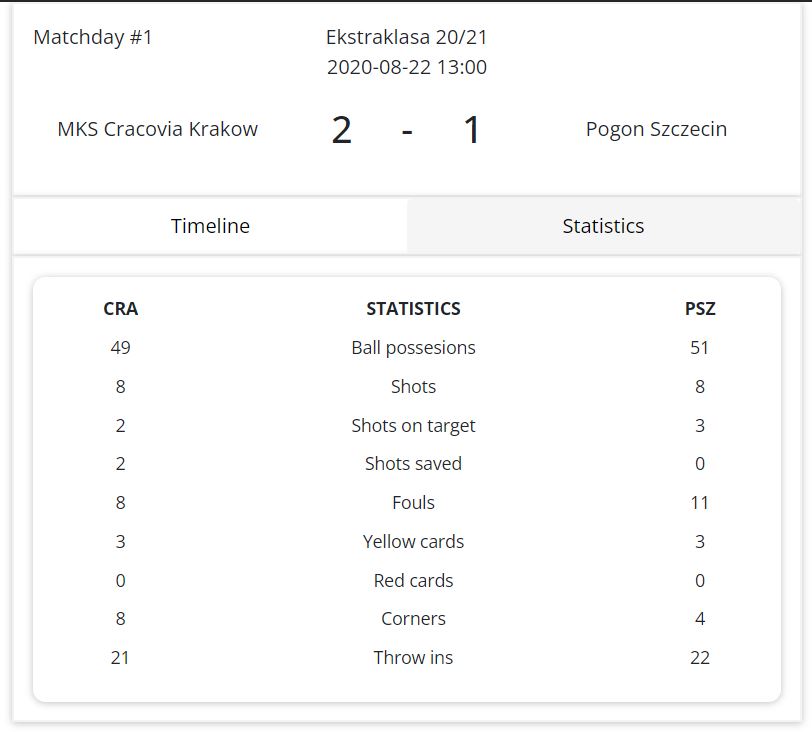 Matchday #1 Ekstraklasa 20/21
2020-08-22 13:00
MKS Cracovia Krakow 2 - 1 Pogon Szczecin
Timeline Statistics
CRA STATISTICS PSZ
49 Ball possesions 51
8 Shots 8
2 Shots on target 3
2 Shots saved 0
8 Fouls 11
3 Yellow cards 3
0 Red cards 0
8 Corners 4
21 Throw ins 22